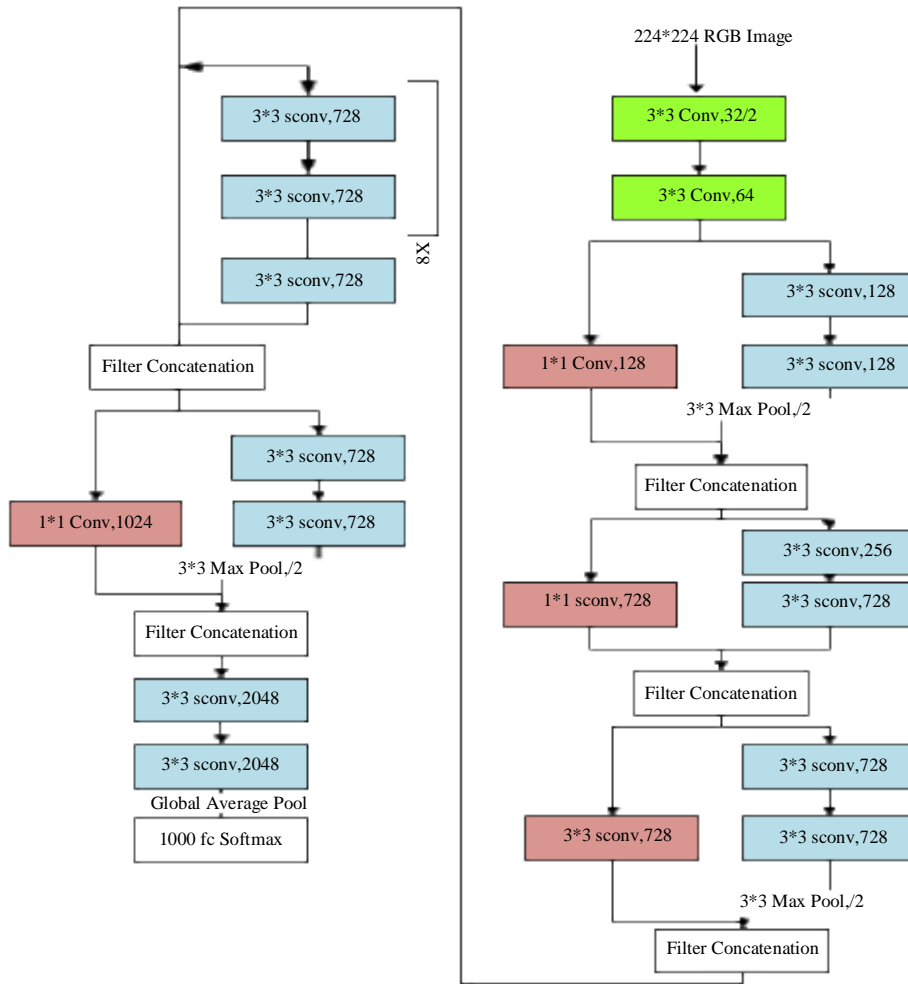 224*224 RGB Image
3*3 Conv,32/2
3*3 Conv,64
3*3 sconv,128
1*1 Conv,128
3*3 sconv,128
3*3 Max Pool,/2
Filter Concatenation
3*3 sconv,256
1*1 sconv,728
3*3 sconv,728
Filter Concatenation
3*3 sconv,728
3*3 sconv,728
3*3 sconv,728
3*3 Max Pool,/2
Filter Concatenation
3*3 sconv,728
3*3 sconv,728
8X
3*3 sconv,728
Filter Concatenation
3*3 sconv,728
1*1 Conv,1024
3*3 sconv,728
3*3 Max Pool,/2
Filter Concatenation
3*3 sconv,2048
3*3 sconv,2048
Global Average Pool
1000 fc Softmax